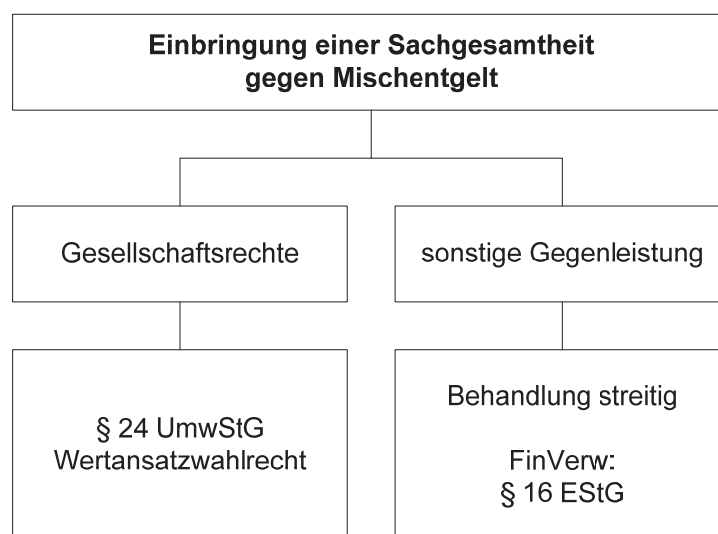 Einbringung einer Sachgesamtheit
gegen Mischentgelt
Gesellschaftsrechte
sonstige Gegenleistung
§ 24 UmwStG
Wertansatzwahlrecht
Behandlung streitig
FinVerw:
§ 16 EStG